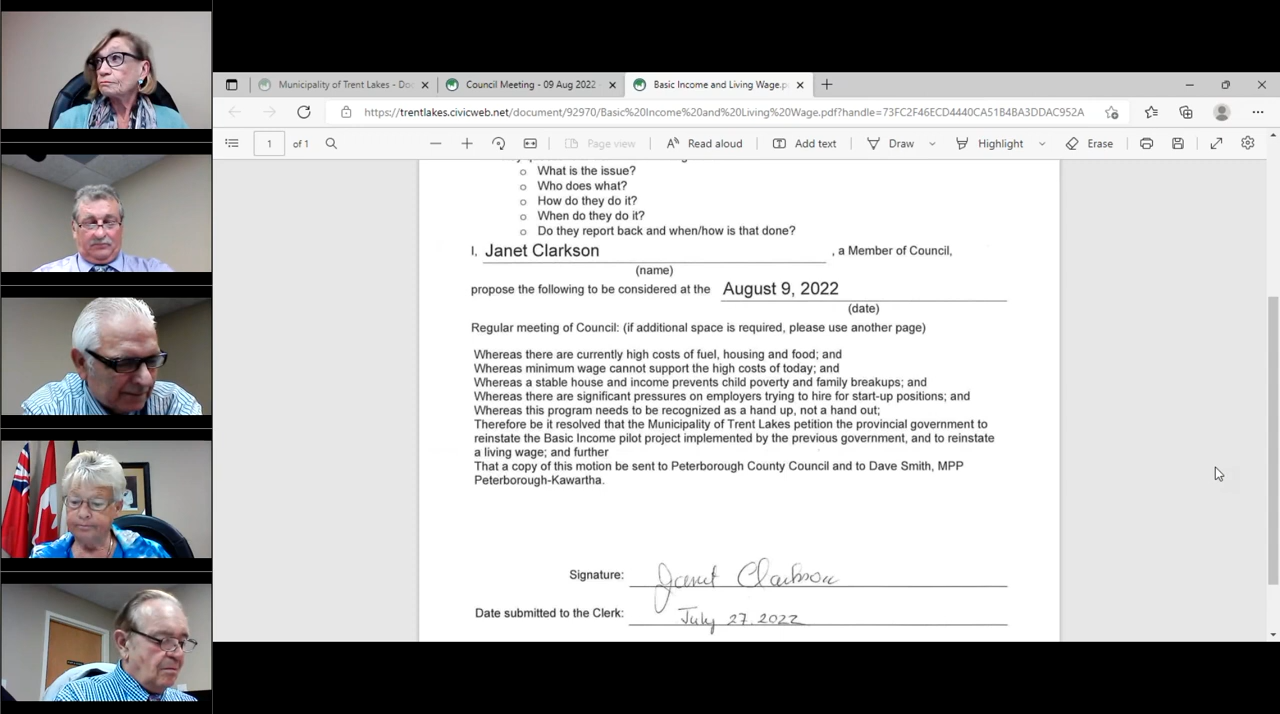 Municipality of Trent Lakes - Doc
Council Meeting - 09 Aug 2022
Basic Income and Living Wage.pd
https://trentlakes.civicweb.net/document/92970/Basic%20Income%20and%20Living%20Wage.pdf?handle=73FC2F46ECD4440CA51B4BA3DDAC952A
1 of 1
Page view
Read aloud
Add text
Draw
Highlight
Erase
o What is the issue?
o Who does what?
o How do they do it?
o When do they do it?
o Do they report back and when/how is that done?
I, Janet Clarkson , a Member of Council,
(name)
propose the following to be considered at the August 9, 2022
(date)
Regular meeting of Council: (if additional space is required, please use another page)
Whereas there are currently high costs of fuel, housing and food; and
Whereas minimum wage cannot support the high costs of today; and
Whereas a stable house and income prevents child poverty and family breakups; and
Whereas there are significant pressures on employers trying to hire for start-up positions; and
Whereas this program needs to be recognized as a hand up, not a hand out;
Therefore be it resolved that the Municipality of Trent Lakes petition the provincial government to
reinstate the Basic Income pilot project implemented by the previous government, and to reinstate
a living wage; and further
That a copy of this motion be sent to Peterborough County Council and to Dave Smith, MPP
Peterborough-Kawartha.
Signature: Janet Clarkson
Date submitted to the Clerk: July 27, 2022